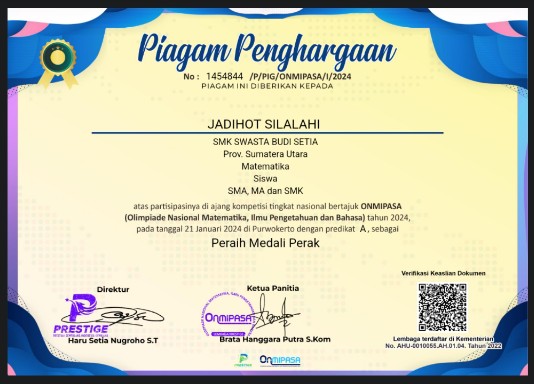 Piagam Penghargaan
No : 1454844 /P/PIG/ONMIPASA/I/2024
PIAGAM INI DIBERIKAN KEPADA
JADIHOT SILALAHI
SMK SWASTA BUDI SETIA
Prov. Sumatera Utara
Matematika
Siswa
SMA, MA dan SMK
atas partisipasinya di ajang kompetisi tingkat nasional bertajuk ONMIPASA
(Olimpiade Nasional Matematika, Ilmu Pengetahuan dan Bahasa) tahun 2024,
pada tanggal 21 Januari 2024 di Purwokerto dengan predikat A, sebagai
Peraih Medali Perak
Direktur
PRESTIGE
Haru Setia Nugroho S.T
Ketua Panitia
ONMIPASA
Brata Hanggara Putra S.Kom
Verifikasi Keaslian Dokumen
Lembaga terdaftar di Kementerian
No. AHU-0010055.AH.01.04. Tahun 2022
ONMIPASA